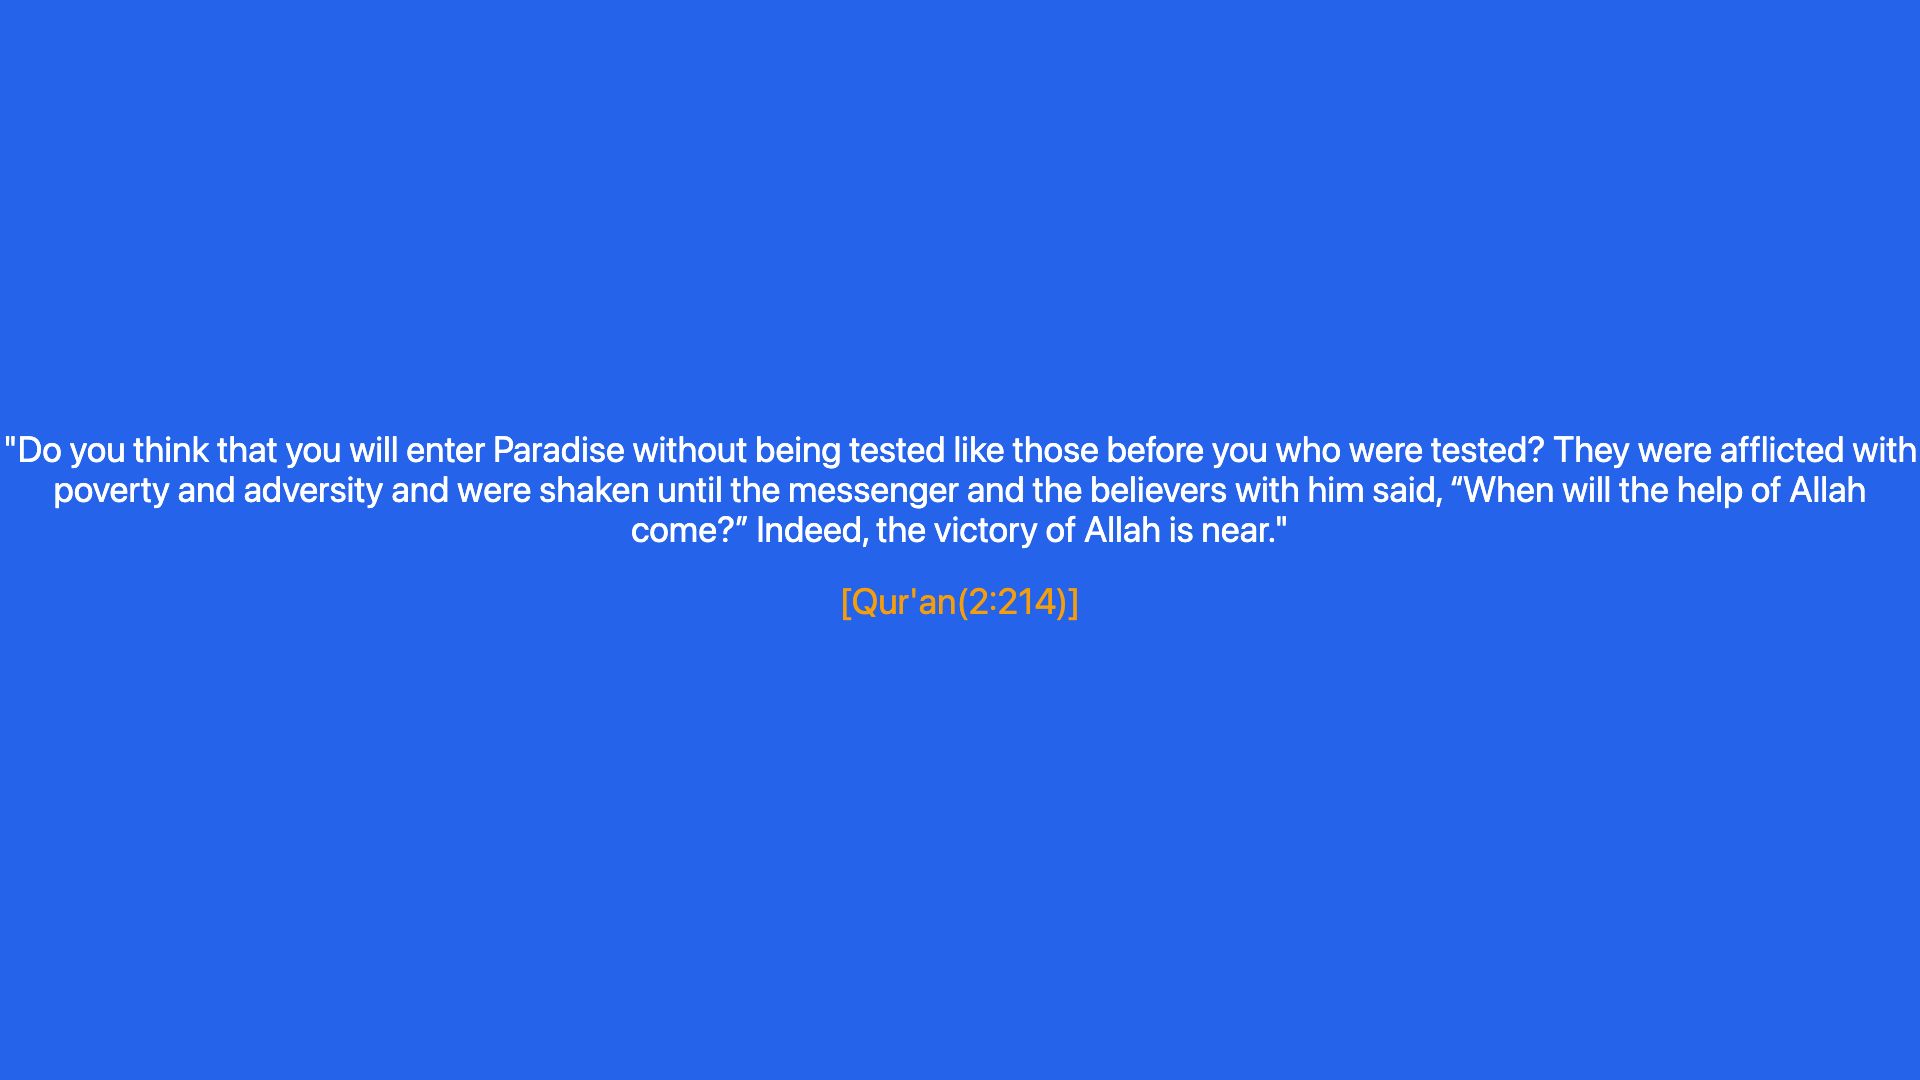 "Do you think that you will enter Paradise without being tested like those before you who were tested? They were afflicted with
poverty and adversity and were shaken until the messenger and the believers with him said, “When will the help of Allah
come?” Indeed, the victory of Allah is near."
[Qur'an(2:214)]